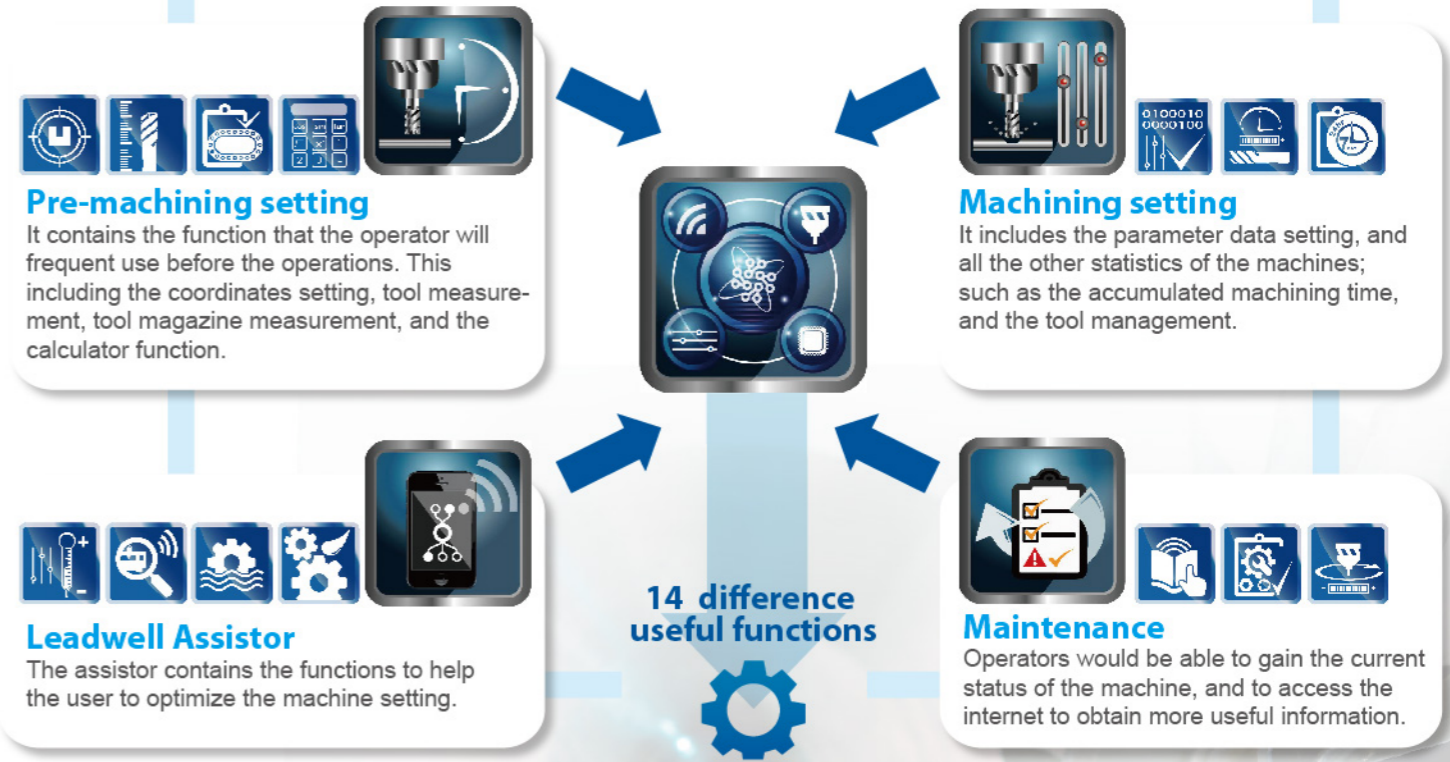 Pre-machining setting
It contains the function that the operator will
frequent use before the operations. This
including the coordinates setting, tool measure-
ment, tool magazine measurement, and the
calculator function.
0100010
0000100
Machining setting
It includes the parameter data setting, and
all the other statistics of the machines;
such as the accumulated machining time,
and the tool management.
Leadwell Assistor
The assistor contains the functions to help
the user to optimize the machine setting.
14 difference
useful functions
Maintenance
Operators would be able to gain the current
status of the machine, and to access the
internet to obtain more useful information.